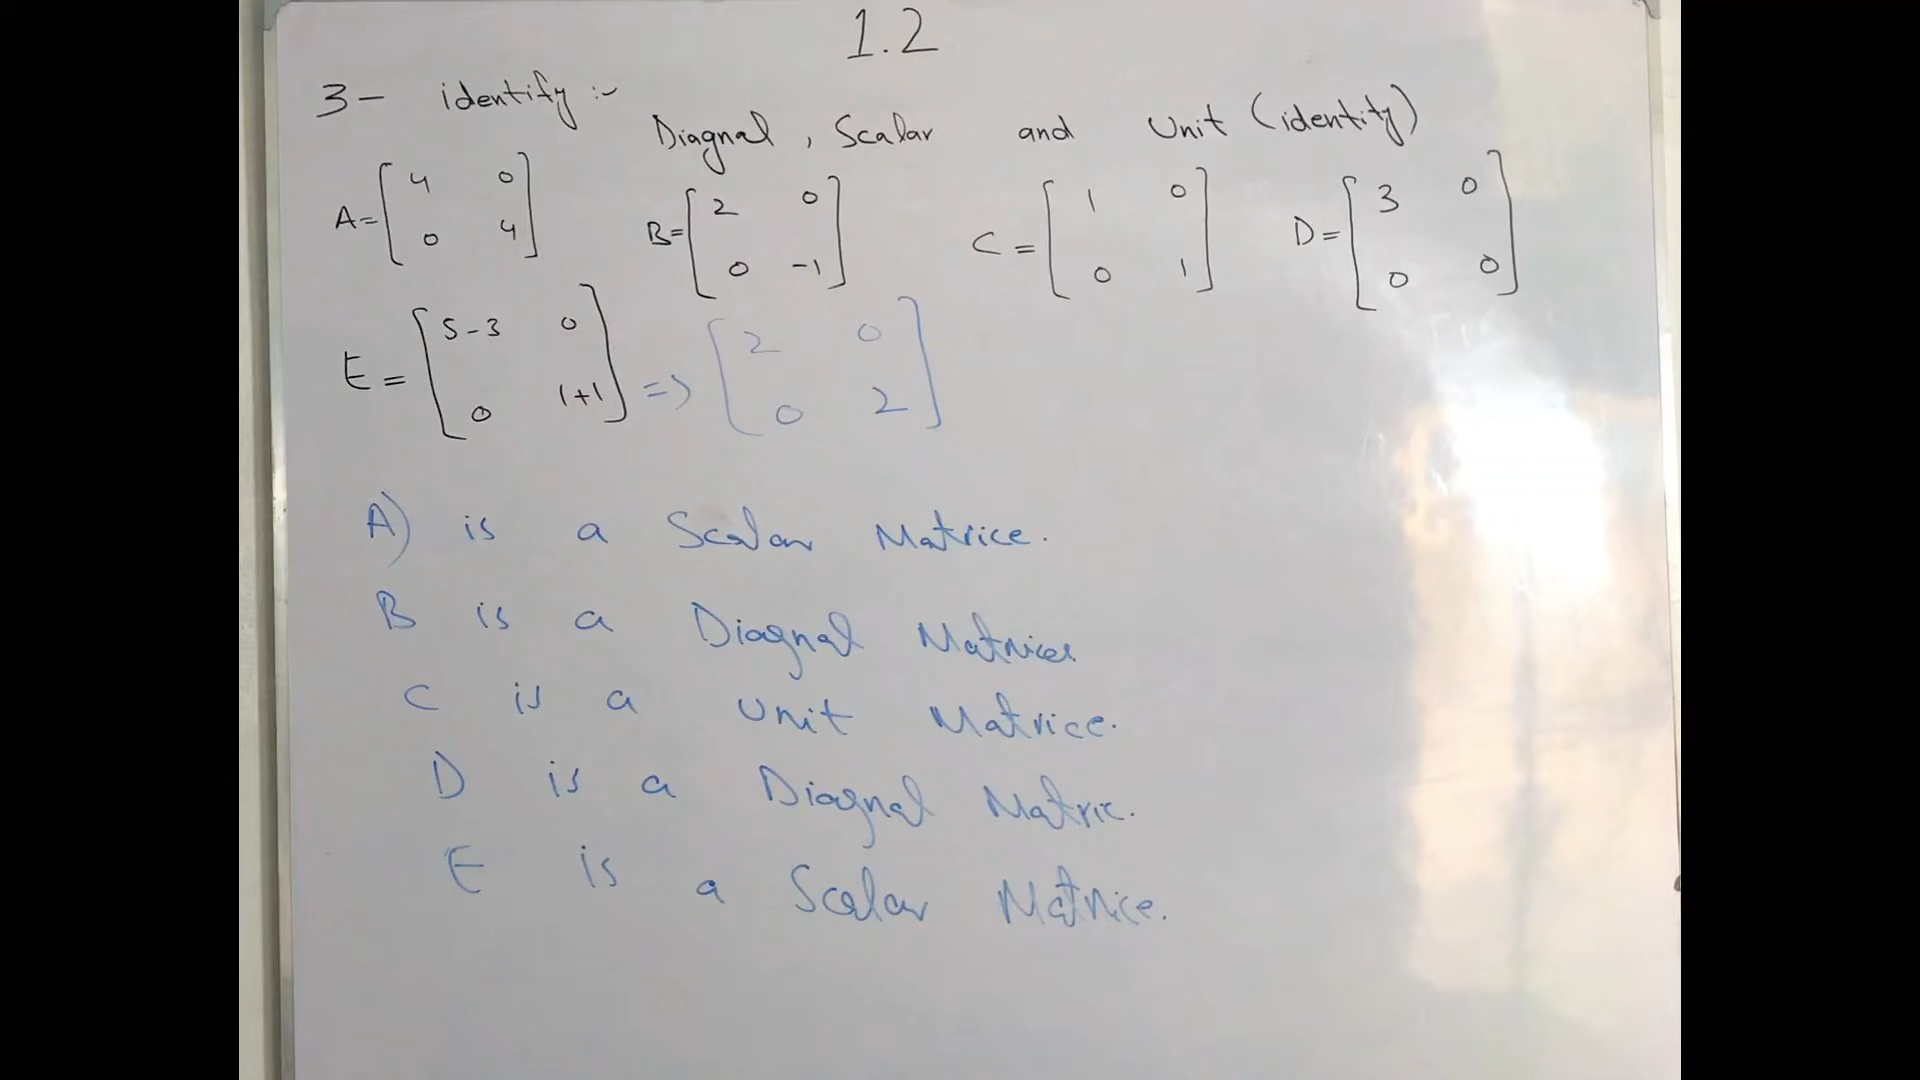 1.2
3- identify :-
Diagnal, Scalar and Unit (identity)
A= [4 0 0 4] B= [2 0 0 -1] C = [1 0 0 1] D= [3 0 0 0]
E = [5-3 0 0 1+1] => [2 0 0 2]
A) is a Scalar Matrice.
B is a Diagnal Matrices
C is a Unit Matrice.
D is a Diagnal Matric.
E is a Scalar Matrice.